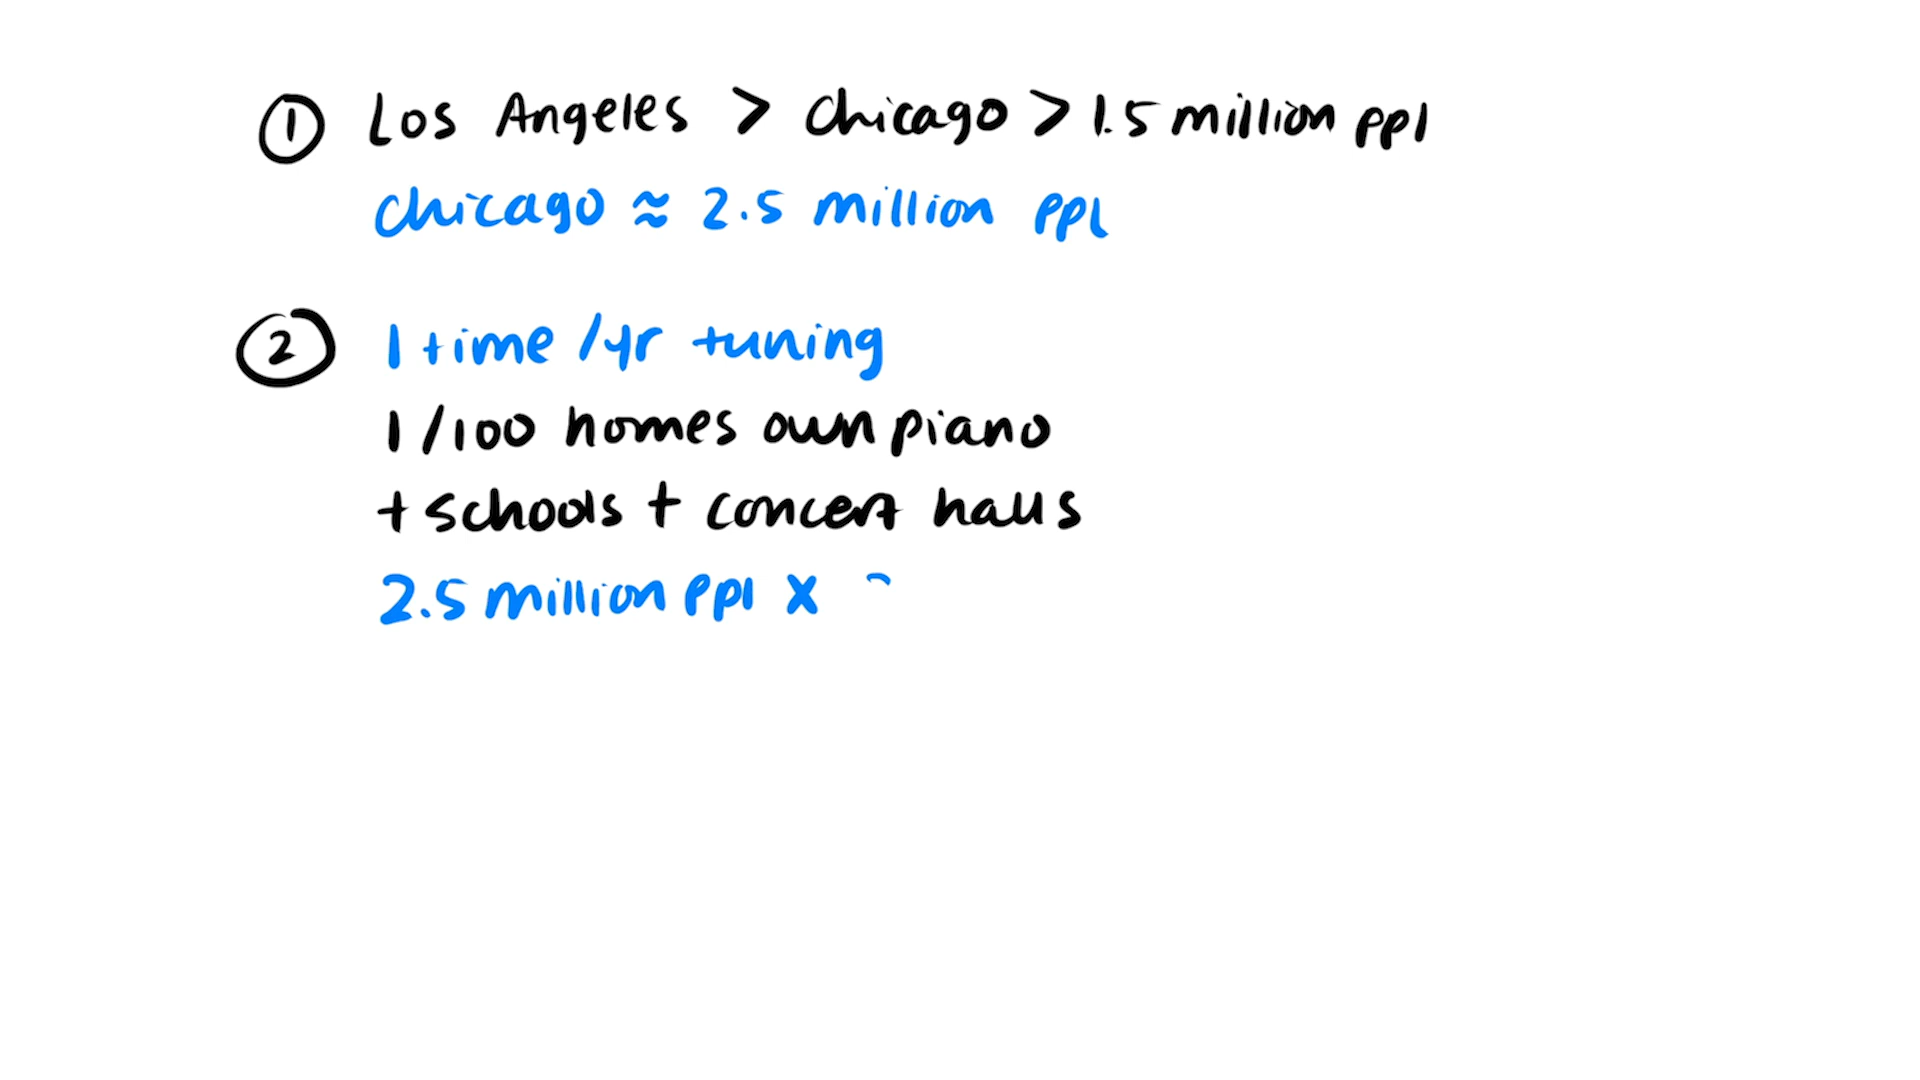 ① Los Angeles > Chicago > 1.5 million ppl
Chicago ≈ 2.5 million ppl
② 1 time /yr tuning
1/100 homes own piano
+ schools + concert halls
2.5 million ppl x